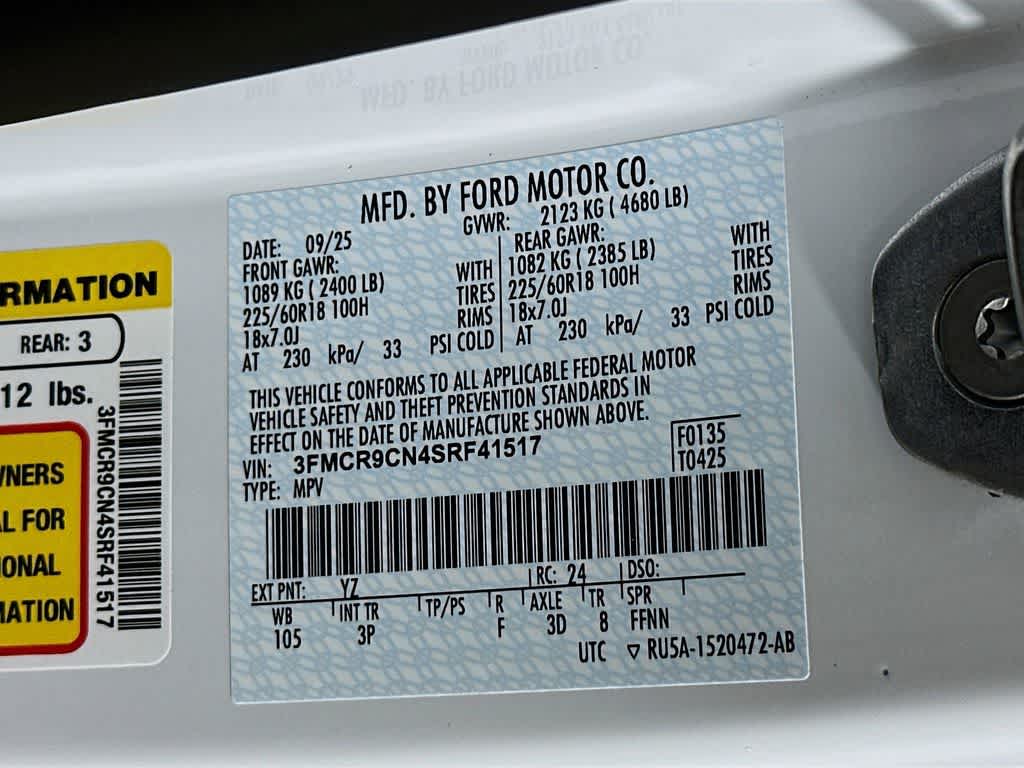 MFD. BY FORD MOTOR CO.
DATE: 09/25 GVWR: 2123 KG ( 4680 LB)
FRONT GAWR: REAR GAWR:
1089 KG ( 2400 LB) WITH 1082 KG ( 2385 LB) WITH
225/60R18 100H TIRES 225/60R18 100H TIRES
18x7.0J RIMS 18x7.0J RIMS
AT 230 kPa/ 33 PSI COLD AT 230 kPa/ 33 PSI COLD
THIS VEHICLE CONFORMS TO ALL APPLICABLE FEDERAL MOTOR
VEHICLE SAFETY AND THEFT PREVENTION STANDARDS IN
EFFECT ON THE DATE OF MANUFACTURE SHOWN ABOVE.
VIN: 3FMCR9CN4SRF41517 F0135
TYPE: MPV T0425
EXT PNT: YZ RC: 24 DSO:
WB INT TR TP/PS R AXLE TR SPR
105 3P F 3D 8 FFNN
UTC ▽ RU5A-1520472-AB
RMATION
REAR: 3
12 lbs.
WNERS
AL FOR
IONAL
MATION
3FMCR9CN4SRF41517